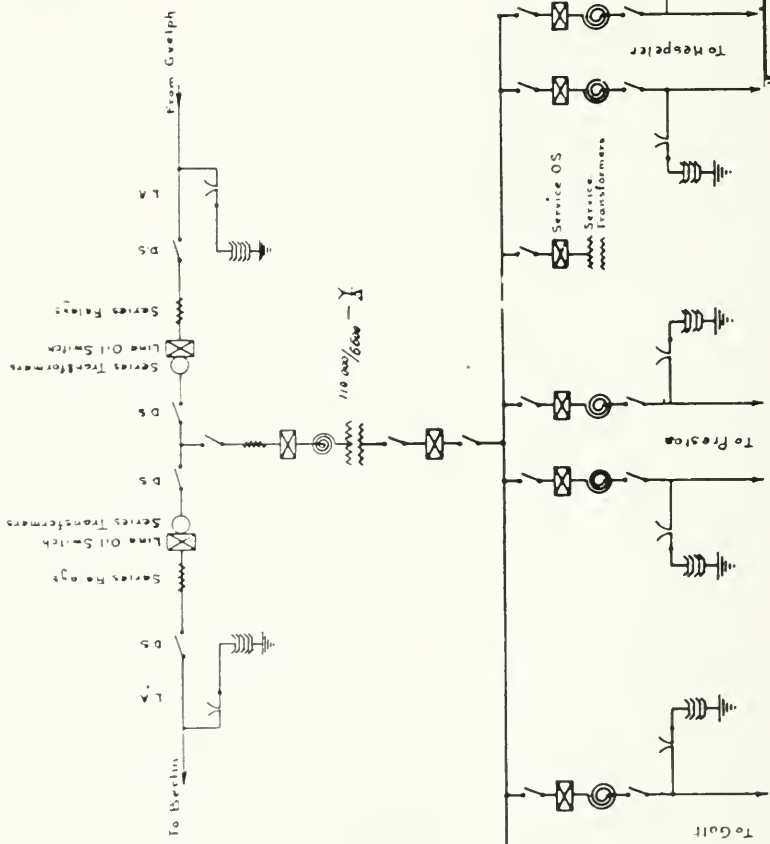 From Guelph
L A
D.S
Series Relays
Line Oil Switch
Series Transformers
D S
D S
Series Transformers
Line Oil Switch
Series Relays
D S
L.A
To Berlin
110 000/6600
To Hespeler
Service O S
Service
Transformers
To Preston
To Galt